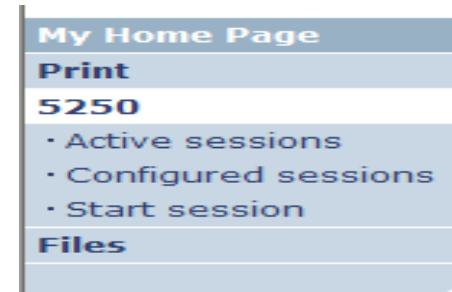 My Home Page
Print
5250
· Active sessions
· Configured sessions
· Start session
Files